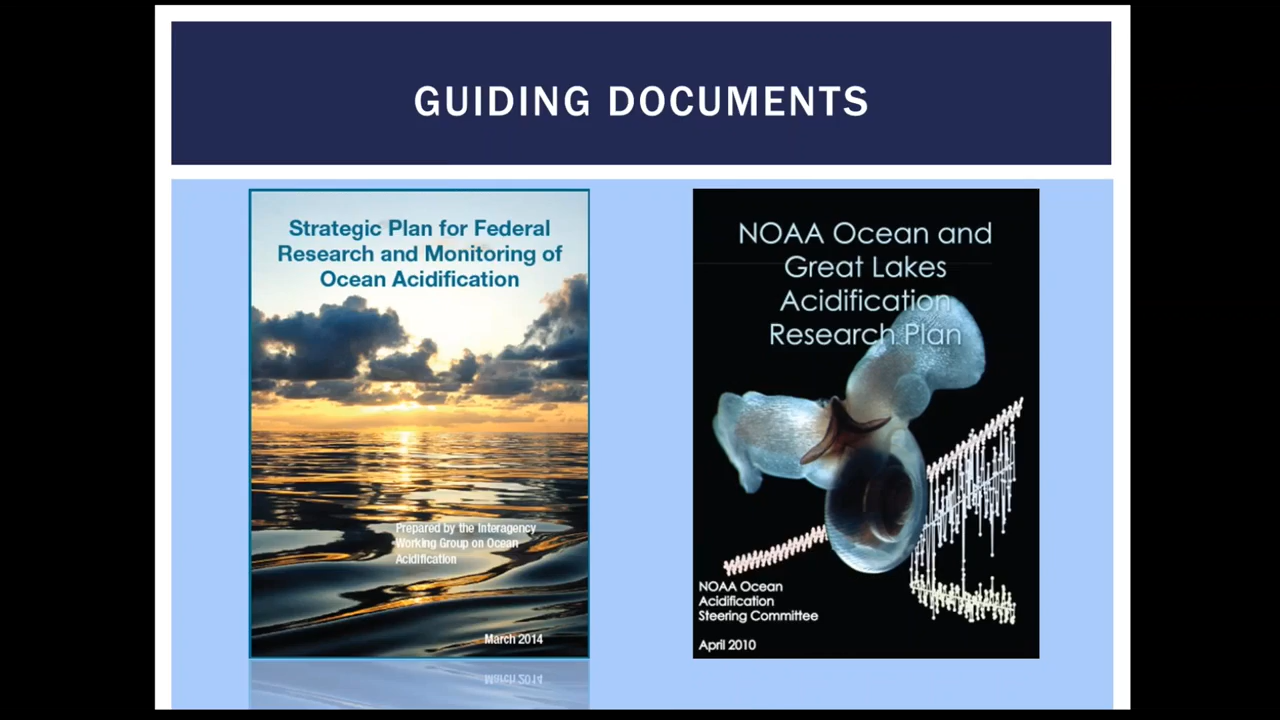 GUIDING DOCUMENTS
Strategic Plan for Federal
Research and Monitoring of
Ocean Acidification
Prepared by the Interagency
Working Group on Ocean
Acidification
March 2014
March 2014
NOAA Ocean and
Great Lakes
Acidification
Research Plan
NOAA Ocean
Acidification
Steering Committee
April 2010